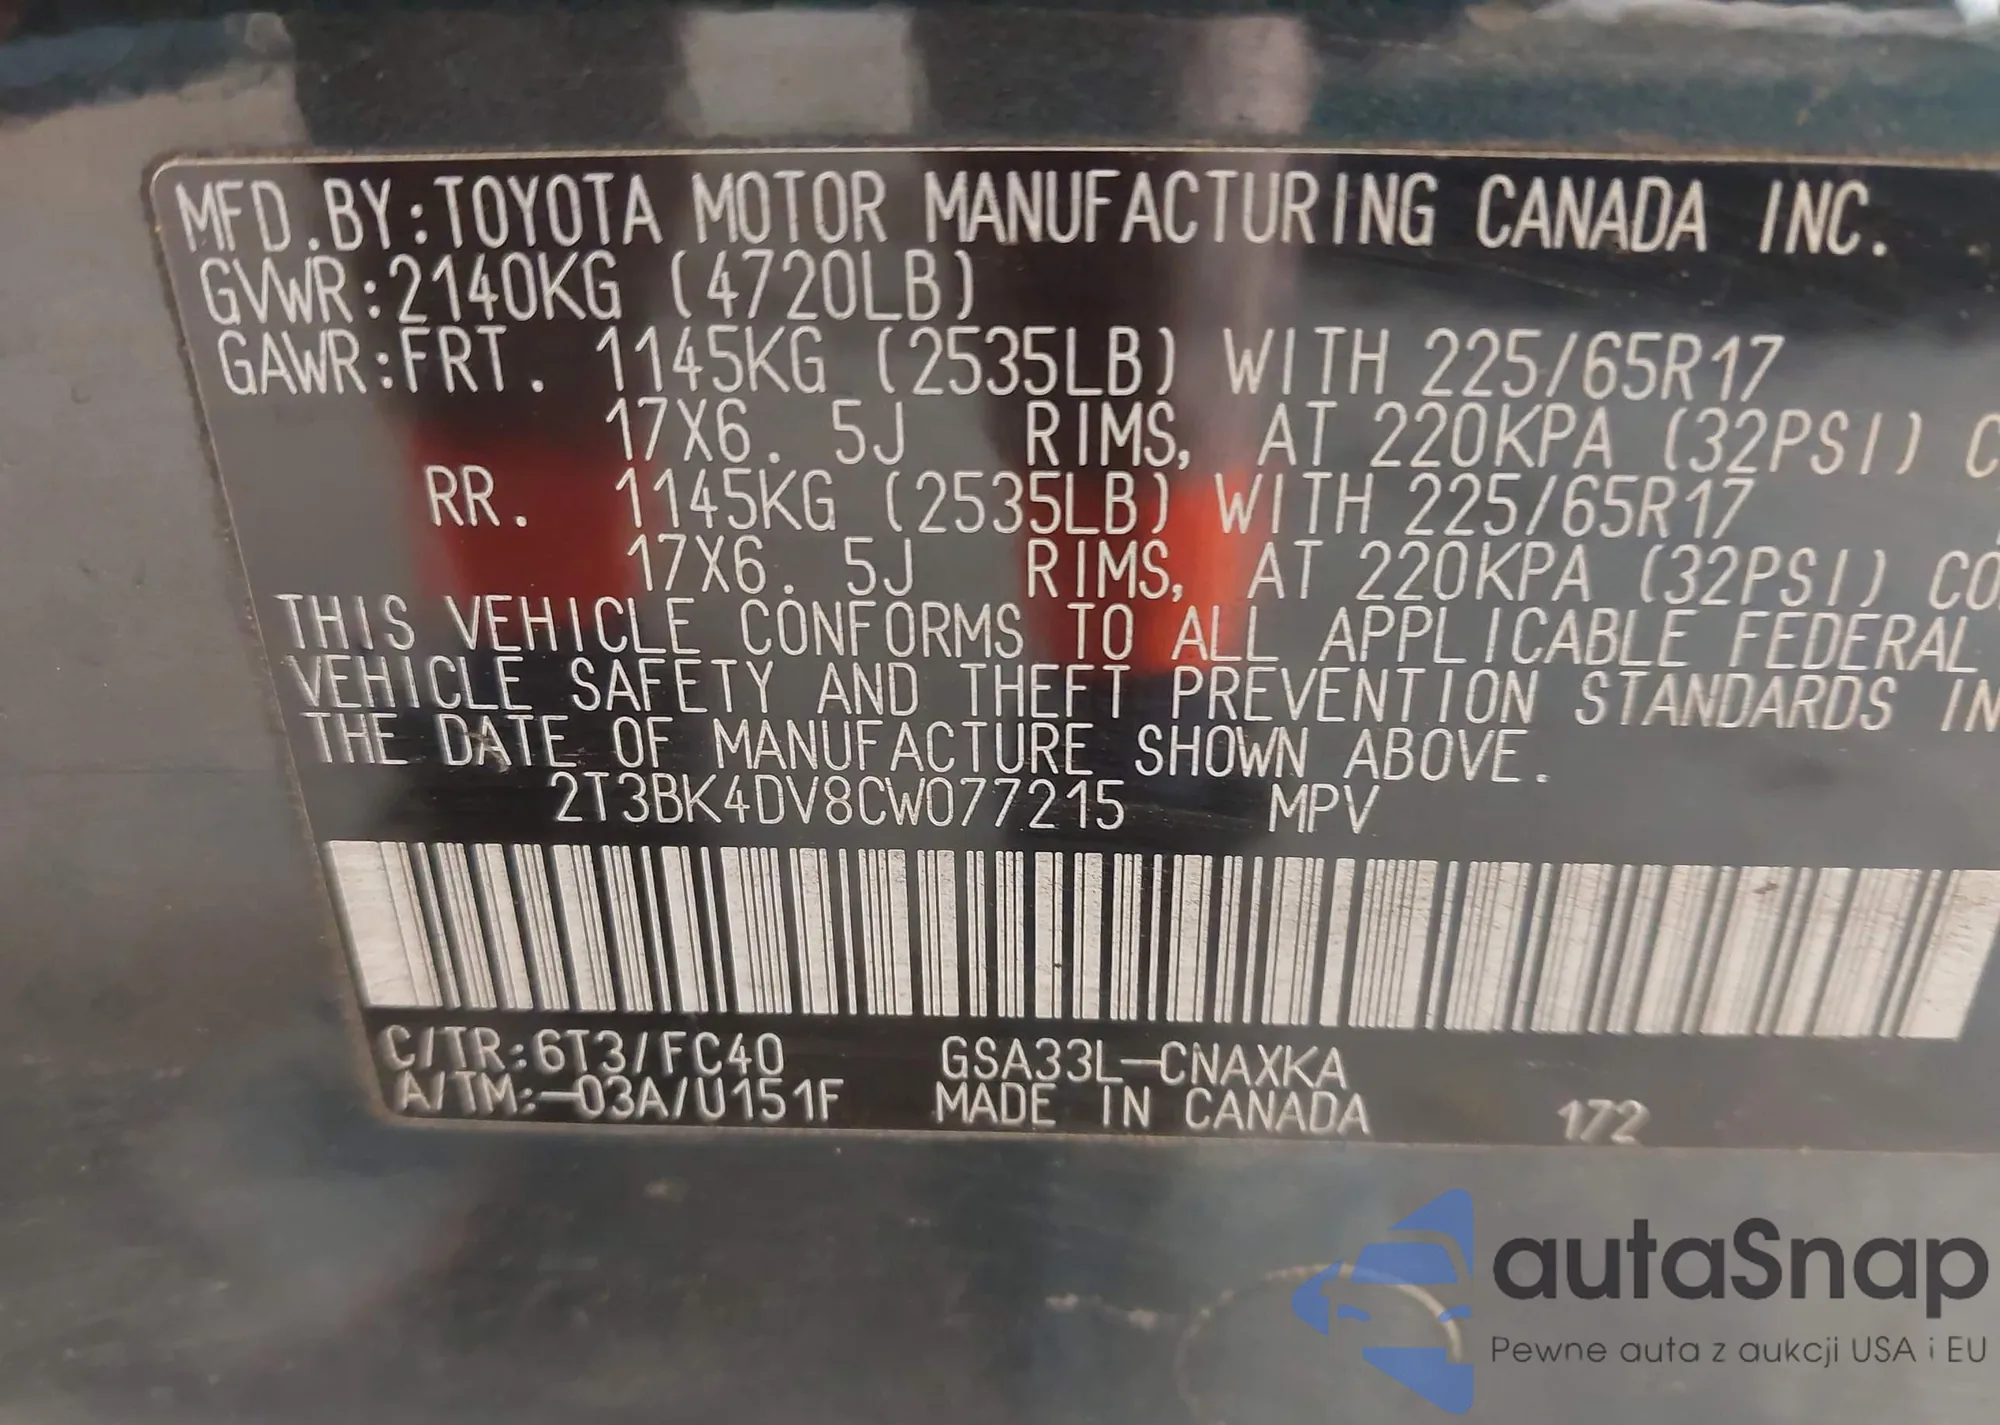 MFD.BY:TOYOTA MOTOR MANUFACTURING CANADA INC.
GVWR:2140KG (4720LB)
GAWR:FRT. 1145KG (2535LB) WITH 225/65R17
17X6.5J RIMS, AT 220KPA (32PSI) C
RR. 1145KG (2535LB) WITH 225/65R17
17X6.5J RIMS, AT 220KPA (32PSI) CO
THIS VEHICLE CONFORMS TO ALL APPLICABLE FEDERAL
VEHICLE SAFETY AND THEFT PREVENTION STANDARDS IN
THE DATE OF MANUFACTURE SHOWN ABOVE.
2T3BK4DV8CW077215 MPV
C/TR:6T3/FC40 GSA33L-CNAXKA
A/TM:-03A/U151F MADE IN CANADA 172
autaSnap
Pewne auta z aukcji USA i EU